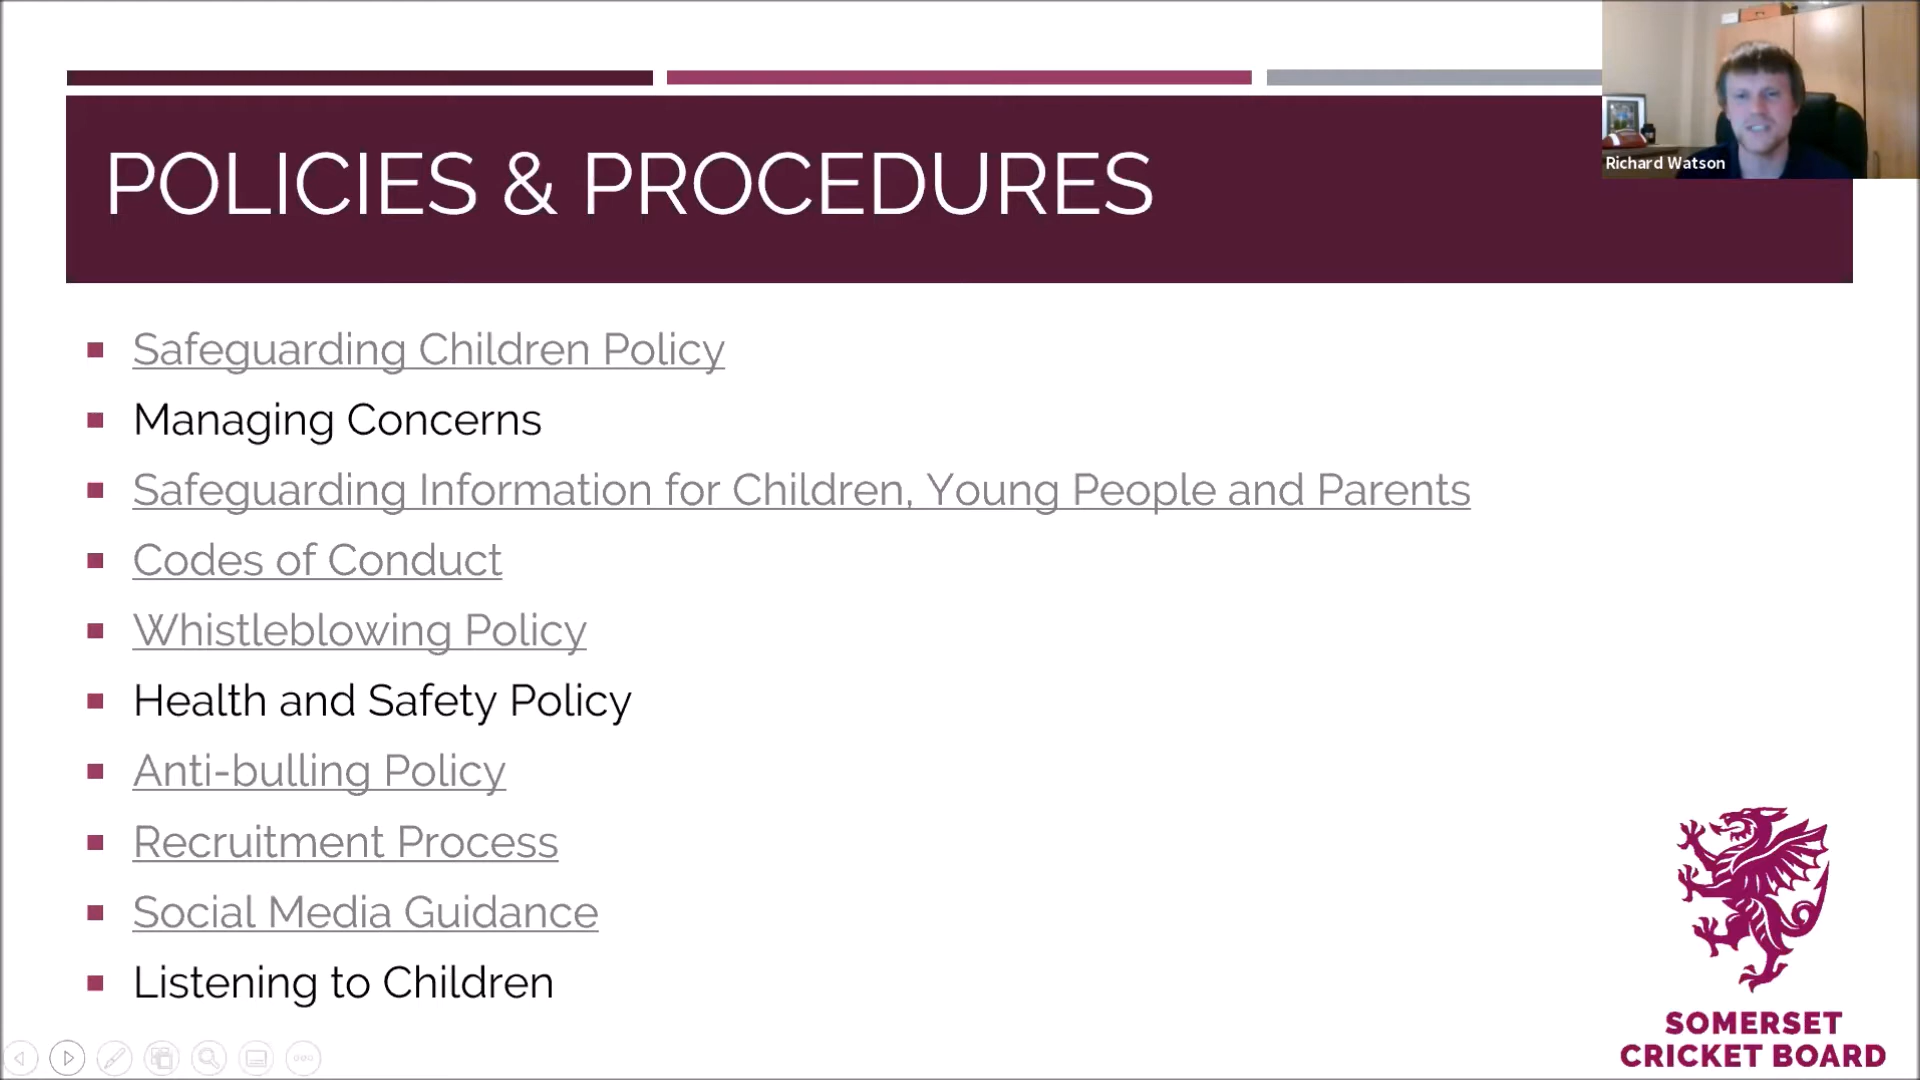 POLICIES & PROCEDURES
Richard Watson
Safeguarding Children Policy
Managing Concerns
Safeguarding Information for Children, Young People and Parents
Codes of Conduct
Whistleblowing Policy
Health and Safety Policy
Anti-bulling Policy
Recruitment Process
Social Media Guidance
Listening to Children
SOMERSET
CRICKET BOARD